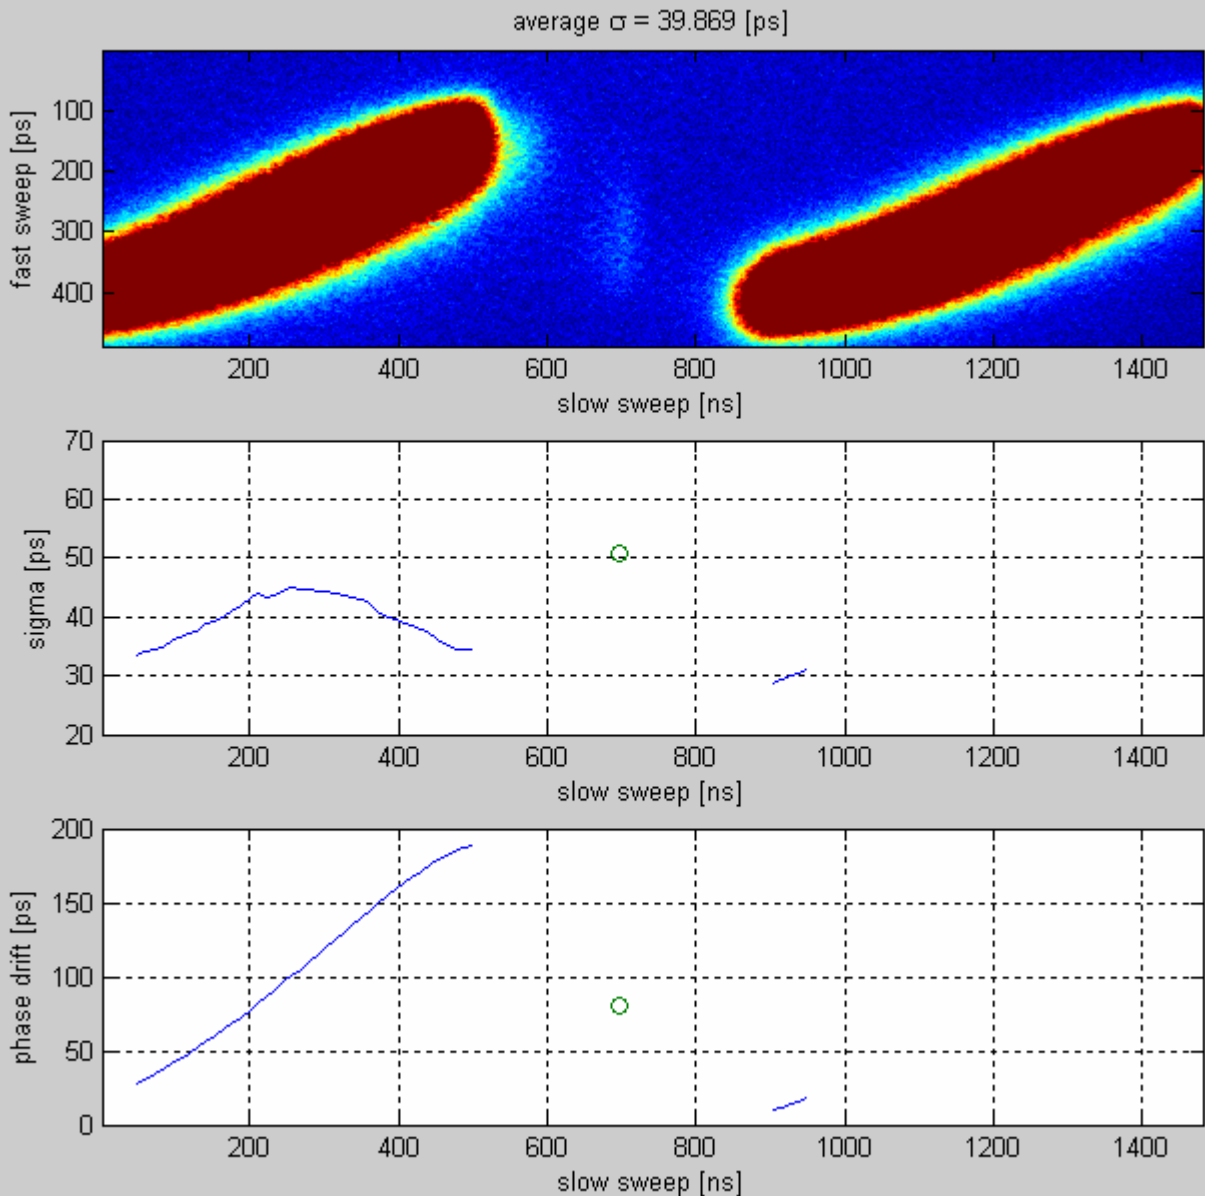 average σ = 39.869 [ps]
fast sweep [ps]
100
200
300
400
200 400 600 800 1000 1200 1400
slow sweep [ns]
sigma [ps]
70
60
50
40
30
20
200 400 600 800 1000 1200 1400
slow sweep [ns]
phase drift [ps]
200
150
100
50
0
200 400 600 800 1000 1200 1400
slow sweep [ns]